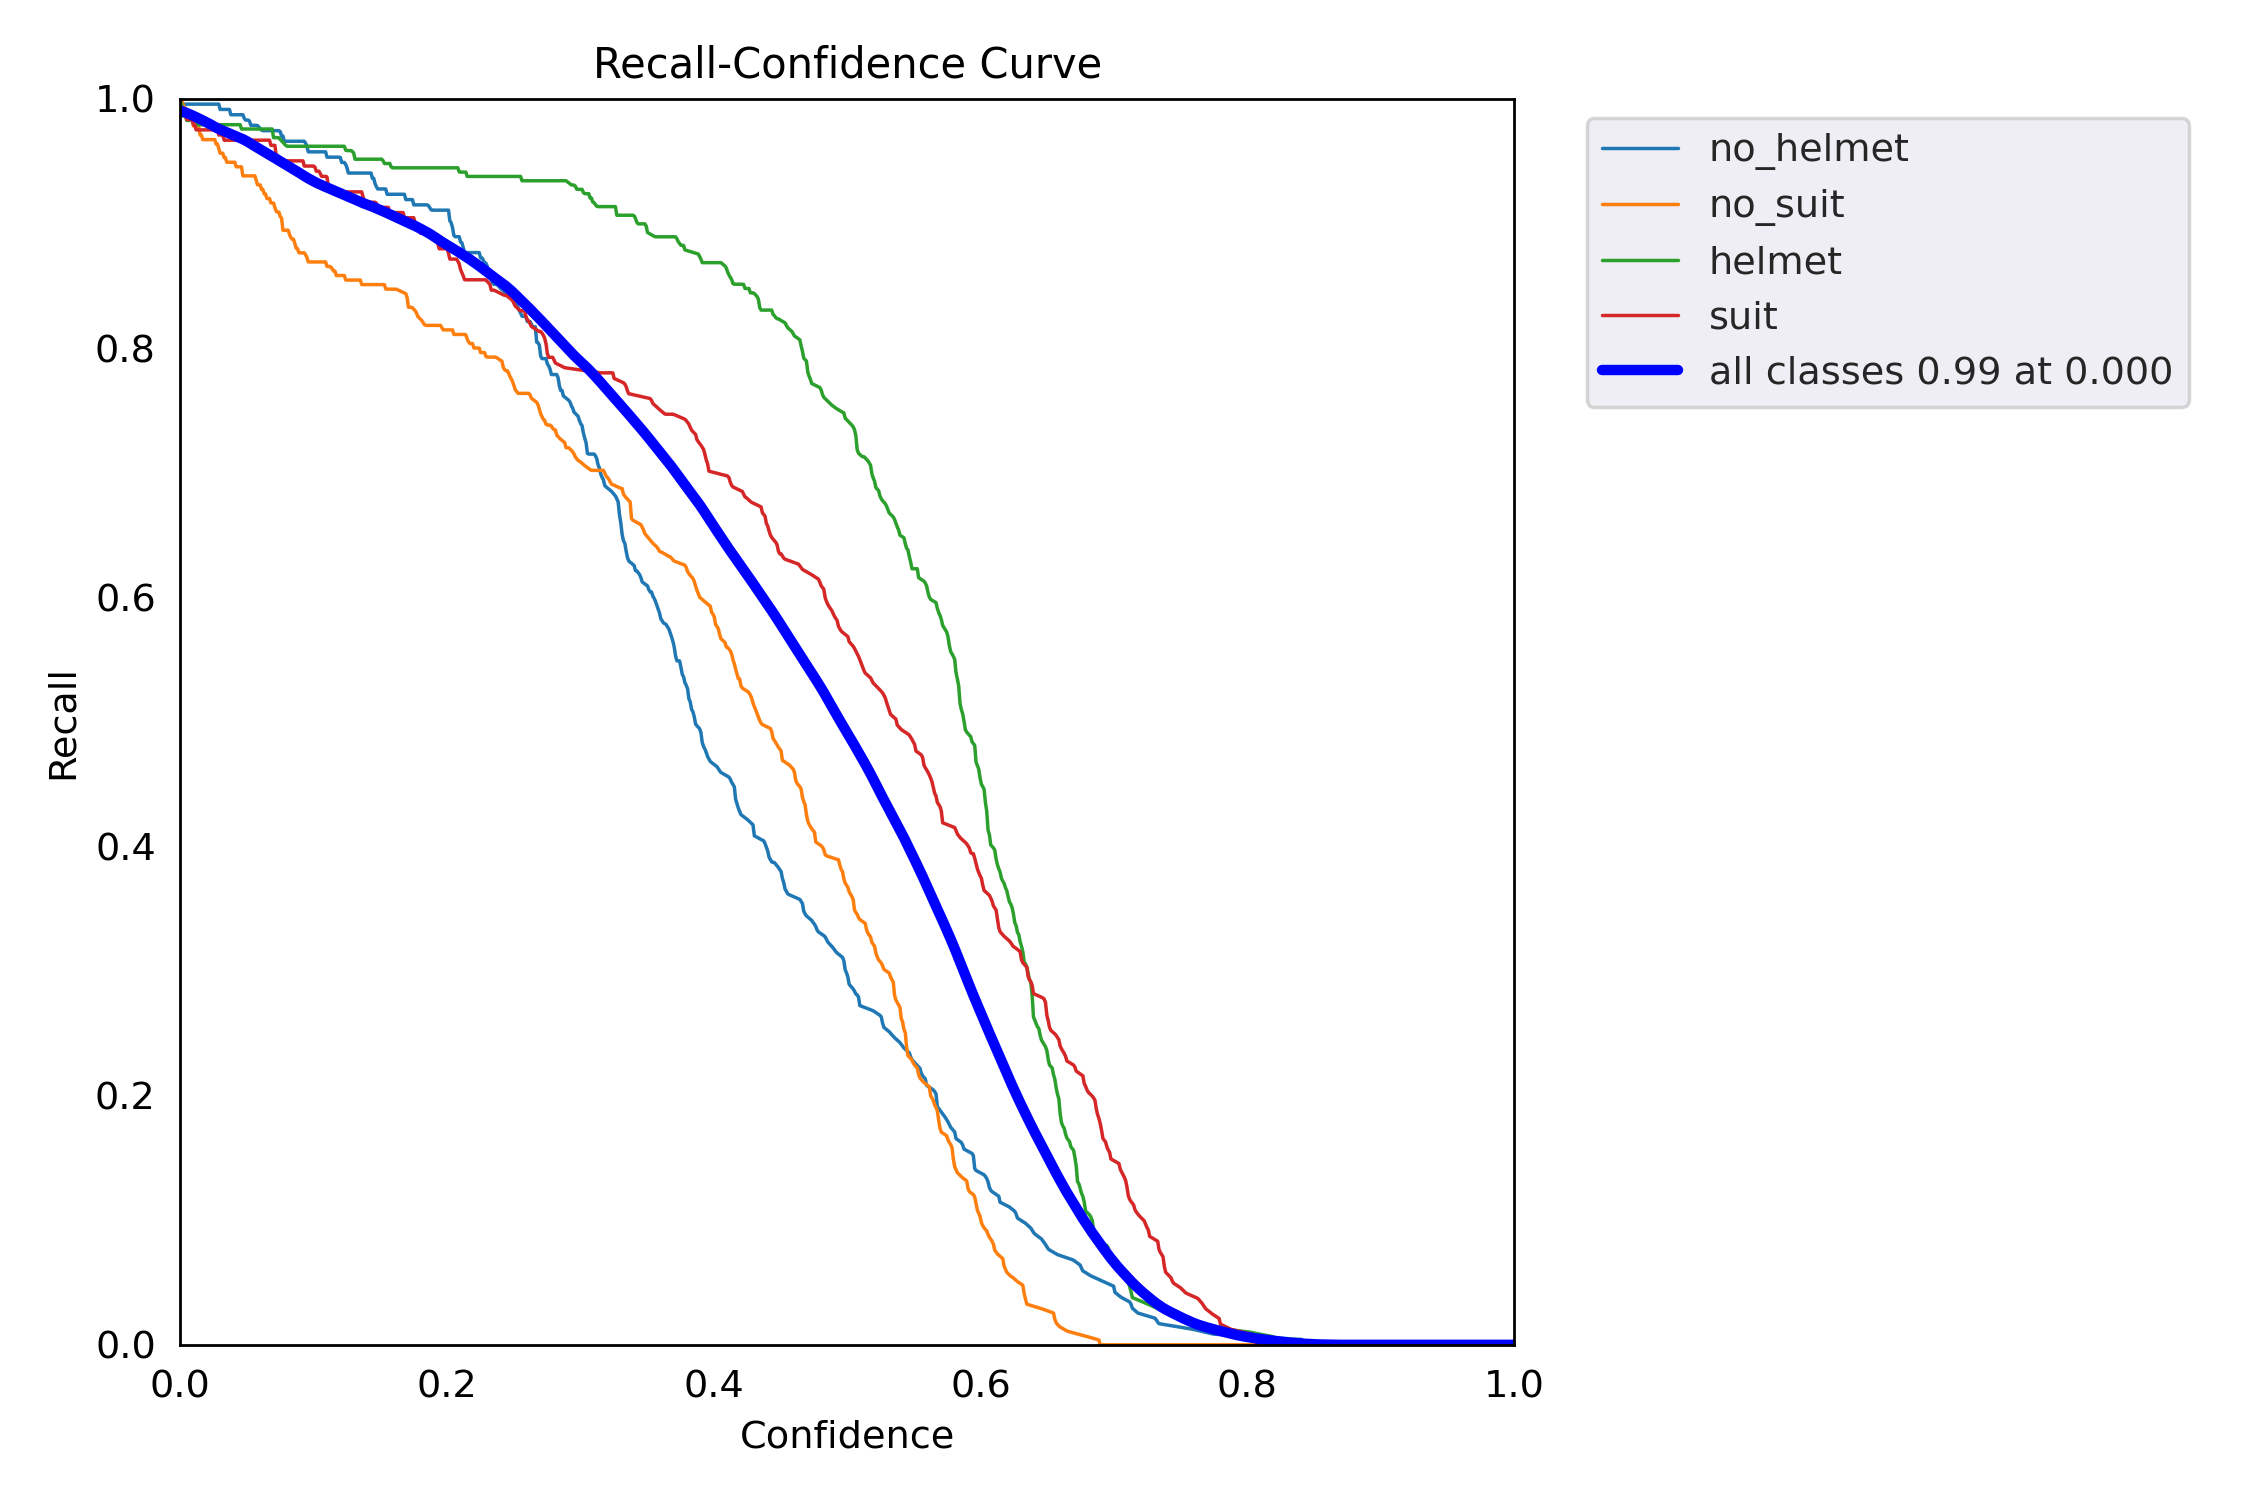 Recall-Confidence Curve
1.0
0.8
0.6
0.4
0.2
0.0
Recall
0.0 0.2 0.4 0.6 0.8 1.0
Confidence
no_helmet
no_suit
helmet
suit
all classes 0.99 at 0.000